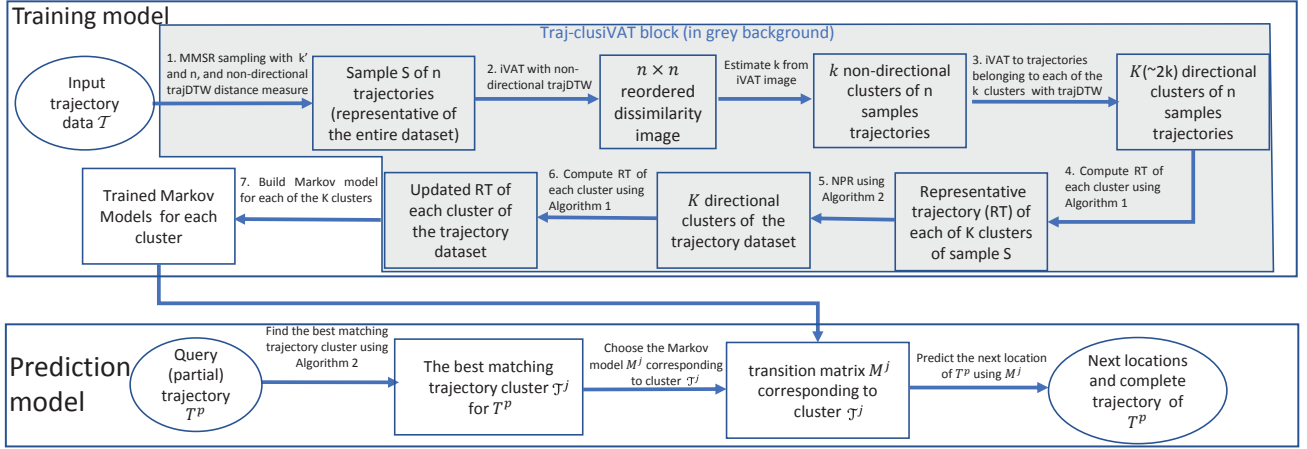 Training model
Traj-clusiVAT block (in grey background)
Input
trajectory
data 𝒯
1. MMSR sampling with k′
and n, and non-directional
trajDTW distance measure
Sample S of n
trajectories
(representative of
the entire dataset)
2. iVAT with non-
directional trajDTW
n × n
reordered
dissimilarity
image
Estimate k from
iVAT image
k non-directional
clusters of n
samples
trajectories
3. iVAT to trajectories
belonging to each of the
k clusters with trajDTW
K(~2k) directional
clusters of n
samples
trajectories
4. Compute RT of
each cluster using
Algorithm 1
Representative
trajectory (RT) of
each of K clusters
of sample S
5. NPR using
Algorithm 2
K directional
clusters of the
trajectory dataset
6. Compute RT of
each cluster using
Algorithm 1
Updated RT of
each cluster of
the trajectory
dataset
7. Build Markov model
for each of the K clusters
Trained Markov
Models for each
cluster
Prediction
model
Query
(partial)
trajectory
T^p
Find the best matching
trajectory cluster using
Algorithm 2
The best matching
trajectory cluster 𝒯^j
for T^p
Choose the Markov
model M^j corresponding
to cluster 𝒯^j
transition matrix M^j
corresponding to
cluster 𝒯^j
Predict the next location
of T^p using M^j
Next locations
and complete
trajectory of
T^p